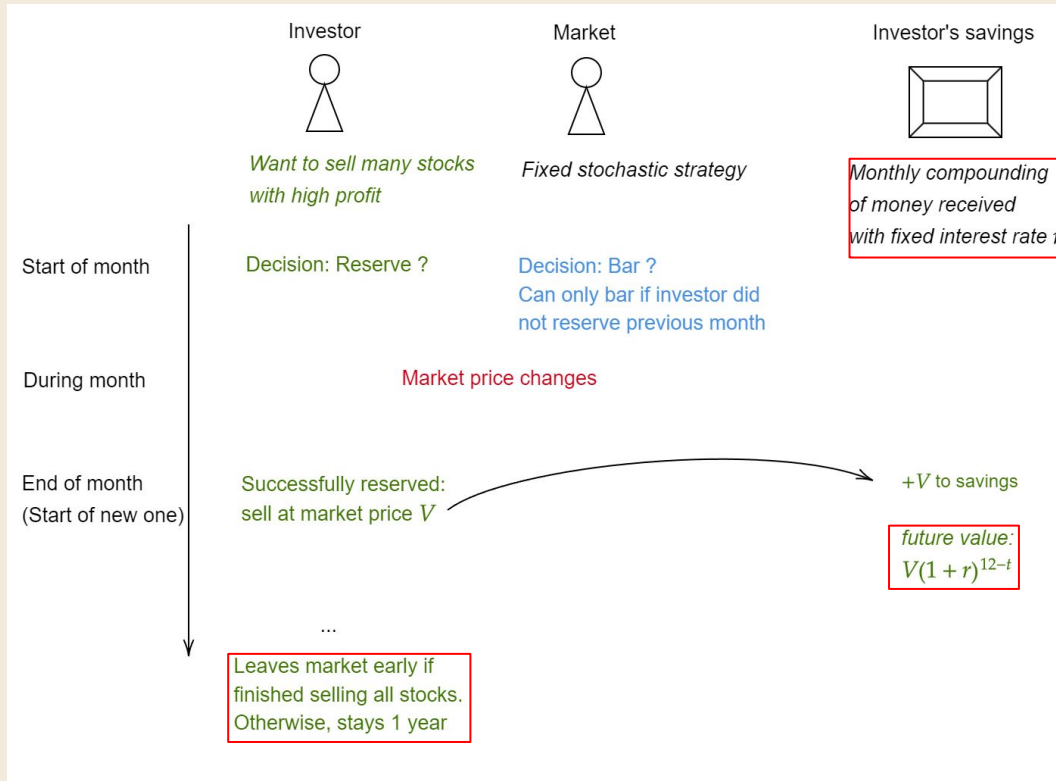 Investor
Market
Investor's savings
Want to sell many stocks
with high profit
Fixed stochastic strategy
Monthly compounding
of money received
with fixed interest rate
Start of month
Decision: Reserve ?
Decision: Bar ?
Can only bar if investor did
not reserve previous month
During month
Market price changes
End of month
(Start of new one)
Successfully reserved:
sell at market price V
+V to savings
future value:
V(1 + r)^{12−t}
...
Leaves market early if
finished selling all stocks.
Otherwise, stays 1 year